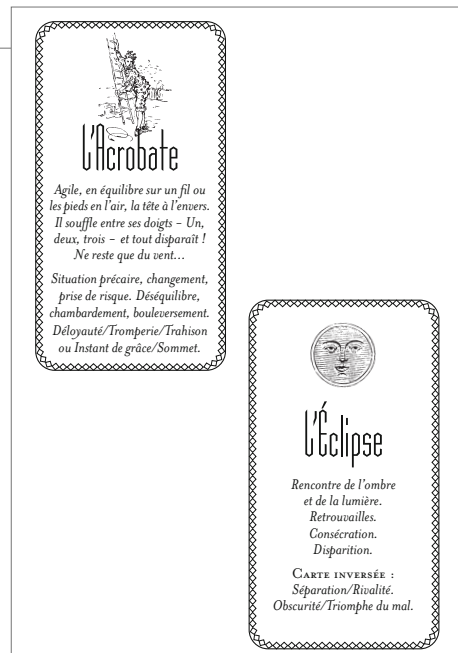 L'Acrobate
Agile, en équilibre sur un fil ou
les pieds en l'air, la tête à l'envers.
Il souffle entre ses doigts – Un,
deux, trois – et tout disparaît !
Ne reste que du vent…
Situation précaire, changement,
prise de risque. Déséquilibre,
chambardement, bouleversement.
Déloyauté/Tromperie/Trahison
ou Instant de grâce/Sommet.
L'Éclipse
Rencontre de l'ombre
et de la lumière.
Retrouvailles.
Consécration.
Disparition.
Carte inversée :
Séparation/Rivalité.
Obscurité/Triomphe du mal.